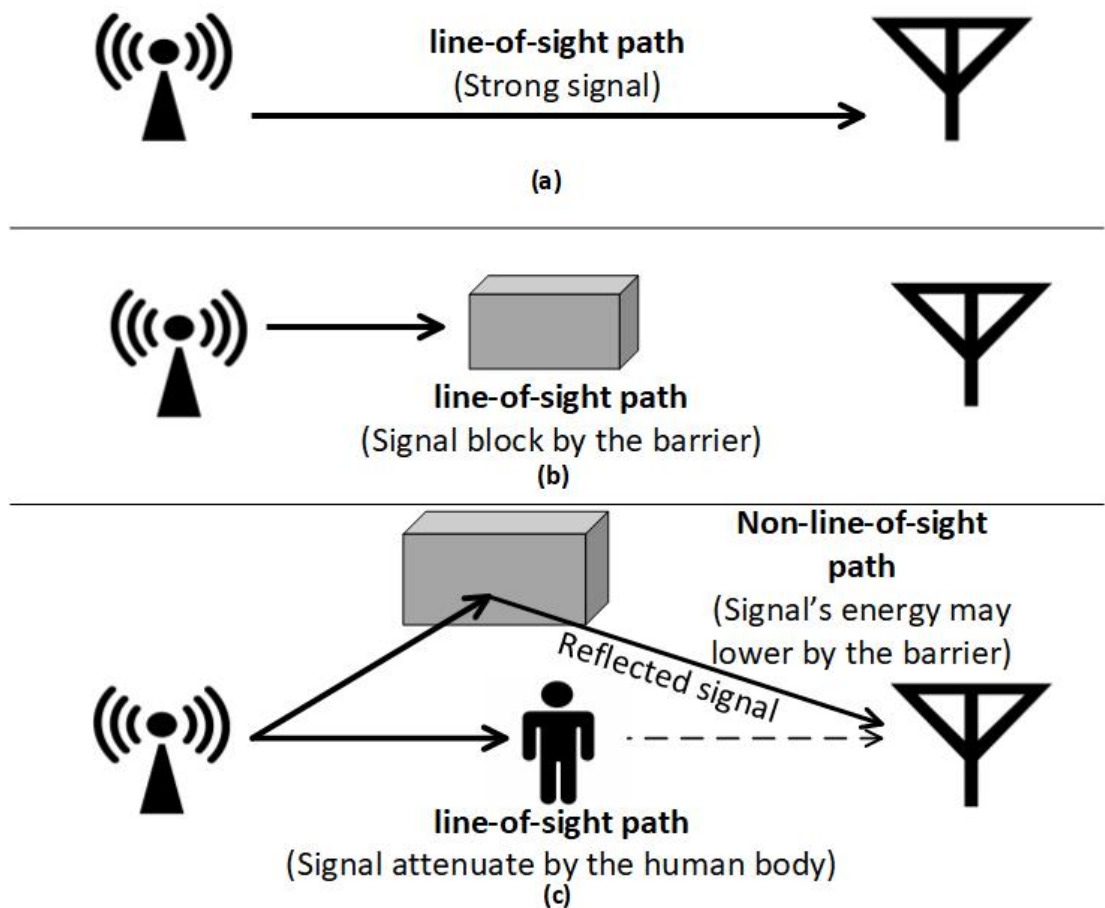 line-of-sight path
(Strong signal)
(a)
line-of-sight path
(Signal block by the barrier)
(b)
Non-line-of-sight
path
(Signal’s energy may
lower by the barrier)
Reflected signal
line-of-sight path
(Signal attenuate by the human body)
(c)